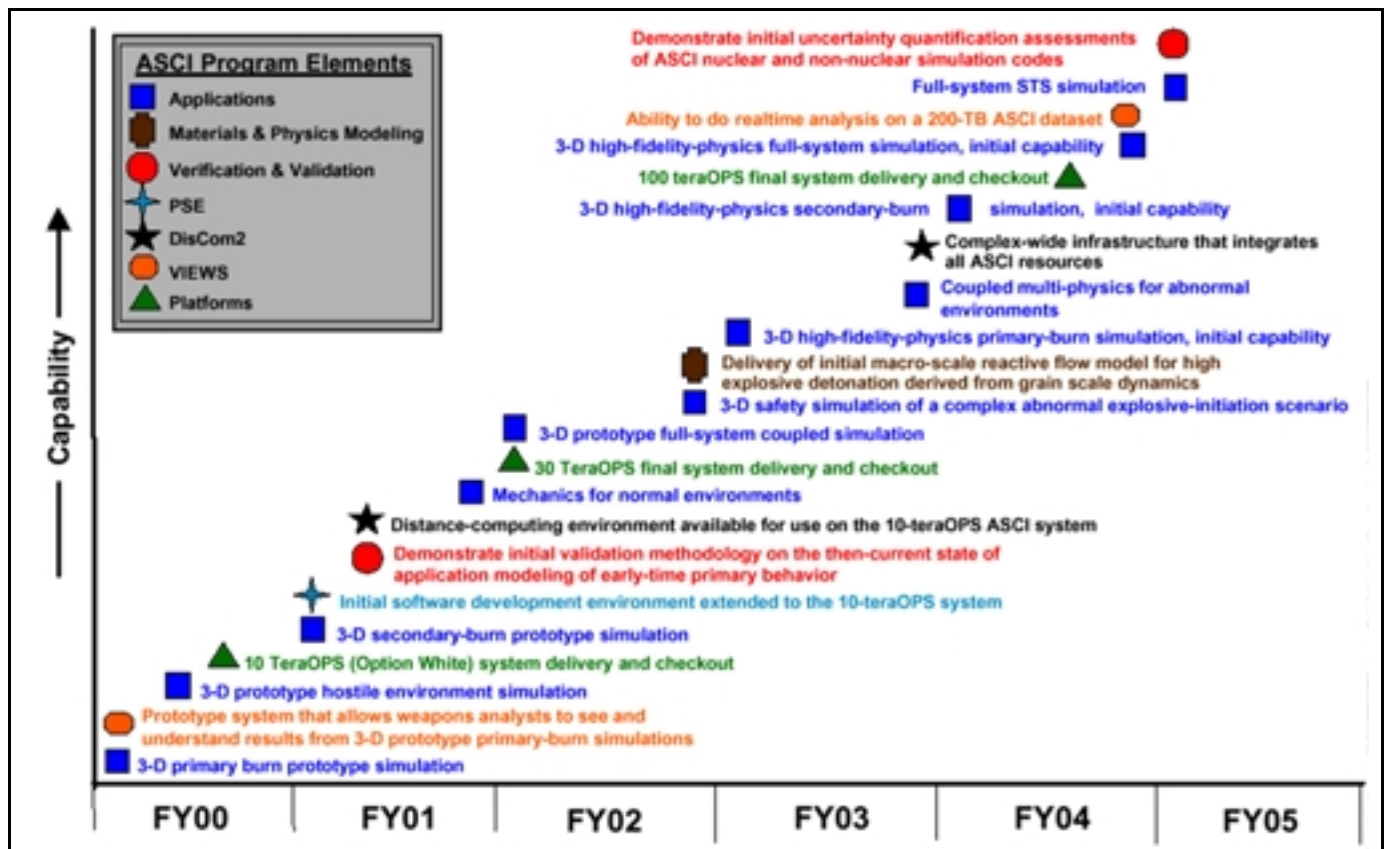 ASCI Program Elements
Applications
Materials & Physics Modeling
Verification & Validation
PSE
DisCom2
VIEWS
Platforms
Demonstrate initial uncertainty quantification assessments
of ASCI nuclear and non-nuclear simulation codes
Full-system STS simulation
Ability to do realtime analysis on a 200-TB ASCI dataset
3-D high-fidelity-physics full-system simulation, initial capability
100 teraOPS final system delivery and checkout
3-D high-fidelity-physics secondary-burn simulation, initial capability
Complex-wide infrastructure that integrates
all ASCI resources
Coupled multi-physics for abnormal
environments
3-D high-fidelity-physics primary-burn simulation, initial capability
Delivery of initial macro-scale reactive flow model for high
explosive detonation derived from grain scale dynamics
3-D safety simulation of a complex abnormal explosive-initiation scenario
3-D prototype full-system coupled simulation
30 TeraOPS final system delivery and checkout
Mechanics for normal environments
Distance-computing environment available for use on the 10-teraOPS ASCI system
Demonstrate initial validation methodology on the then-current state of
application modeling of early-time primary behavior
Initial software development environment extended to the 10-teraOPS system
3-D secondary-burn prototype simulation
10 TeraOPS (Option White) system delivery and checkout
3-D prototype hostile environment simulation
Prototype system that allows weapons analysts to see and
understand results from 3-D prototype primary-burn simulations
3-D primary burn prototype simulation
Capability
FY00 FY01 FY02 FY03 FY04 FY05